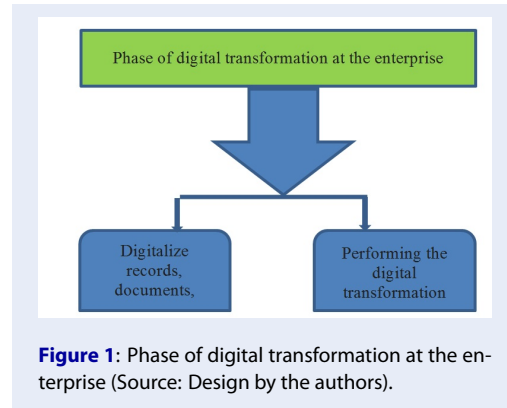 Phase of digital transformation at the enterprise
Digitalize
records,
documents,
Performing the
digital
transformation
Figure 1: Phase of digital transformation at the en-
terprise (Source: Design by the authors).